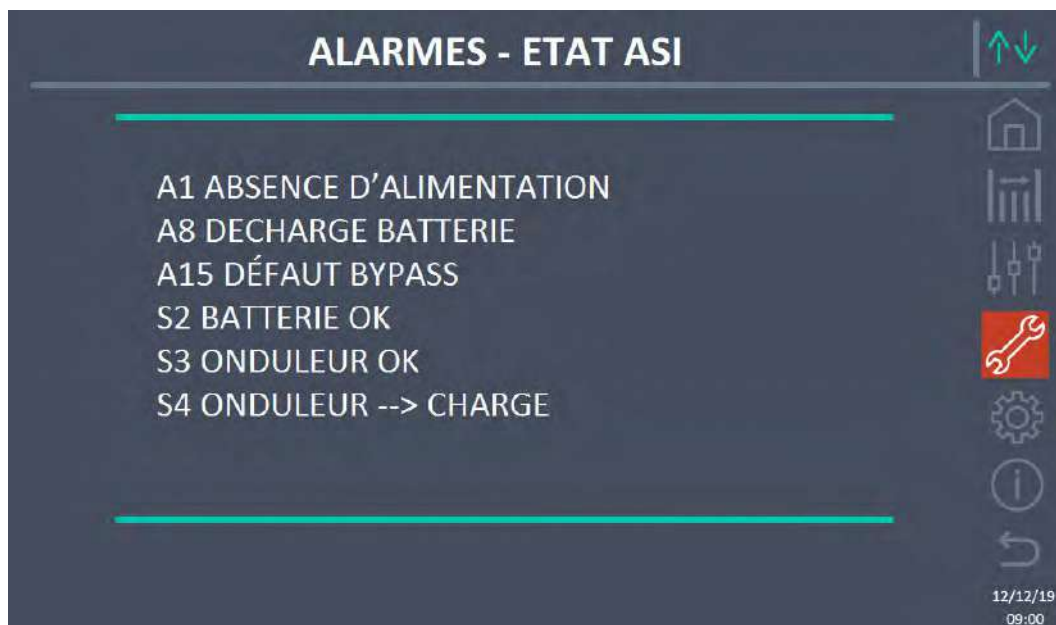 ALARMES - ETAT ASI
A1 ABSENCE D’ALIMENTATION
A8 DECHARGE BATTERIE
A15 DÉFAUT BYPASS
S2 BATTERIE OK
S3 ONDULEUR OK
S4 ONDULEUR --> CHARGE
12/12/19
09:00